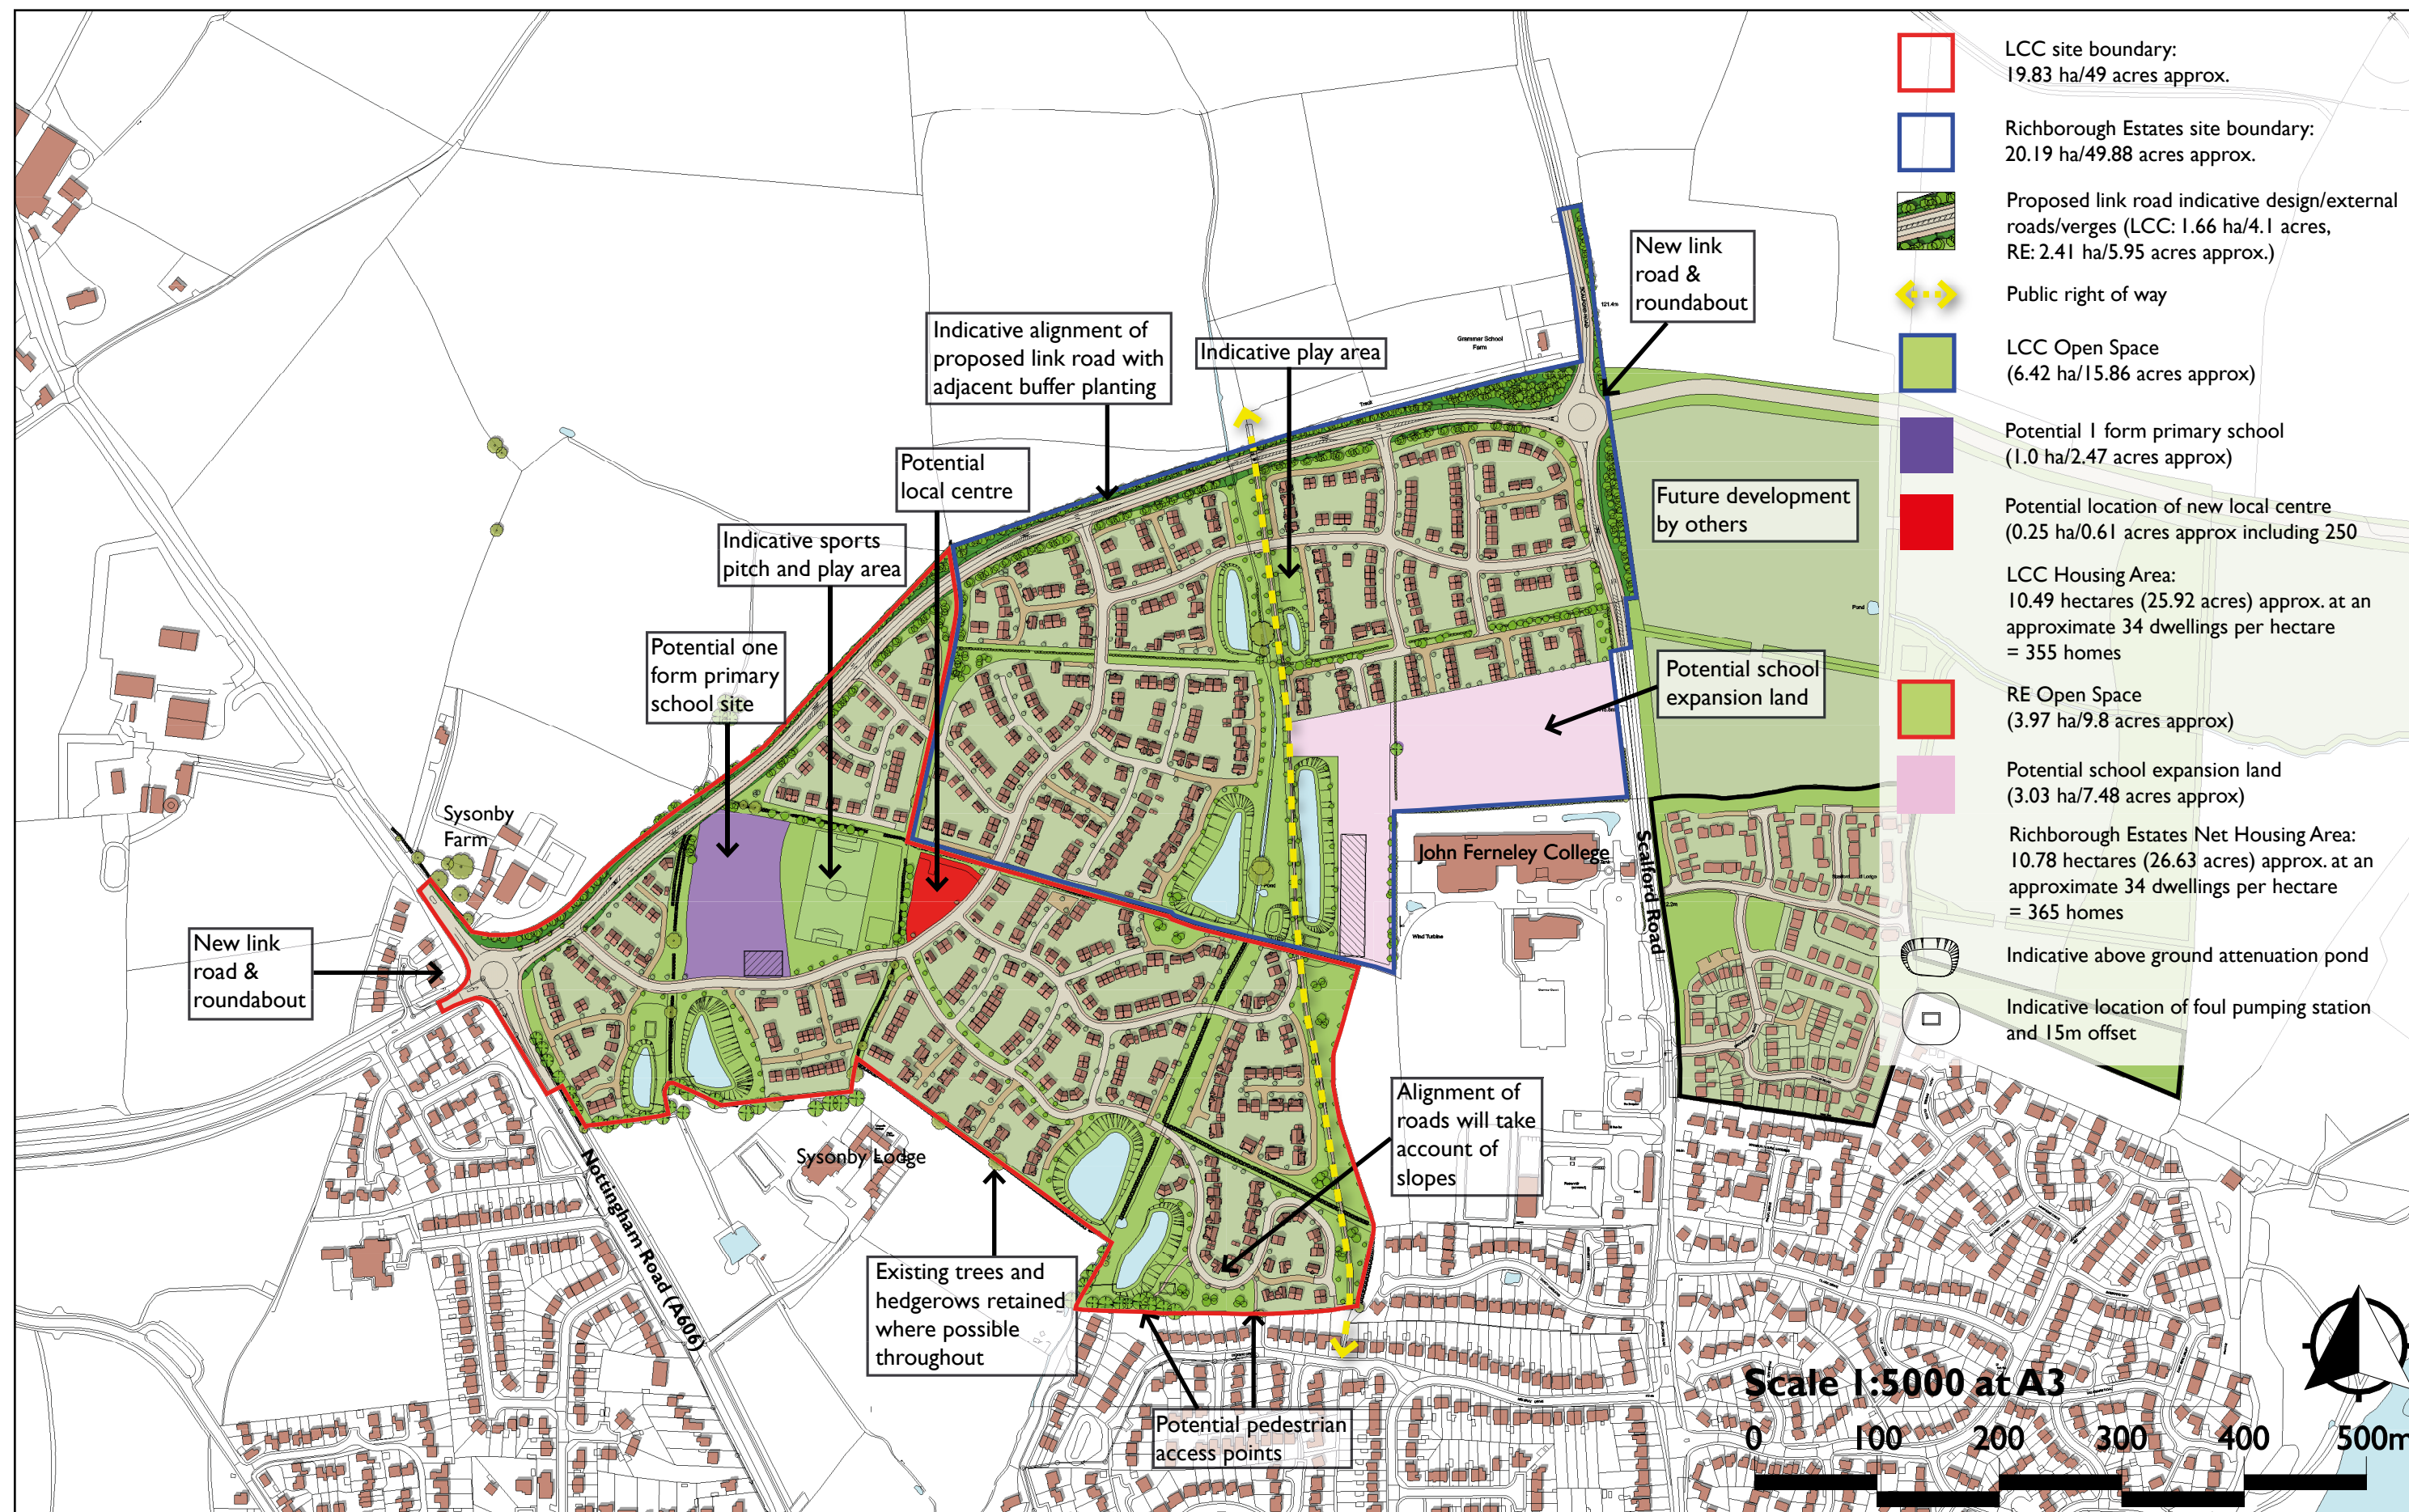 LCC site boundary:
19.83 ha/49 acres approx.
Richborough Estates site boundary:
20.19 ha/49.88 acres approx.
Proposed link road indicative design/external
roads/verges (LCC: 1.66 ha/4.1 acres,
RE: 2.41 ha/5.95 acres approx.)
Public right of way
LCC Open Space
(6.42 ha/15.86 acres approx)
Potential 1 form primary school
(1.0 ha/2.47 acres approx)
Potential location of new local centre
(0.25 ha/0.61 acres approx including 250
LCC Housing Area:
10.49 hectares (25.92 acres) approx. at an
approximate 34 dwellings per hectare
= 355 homes
RE Open Space
(3.97 ha/9.8 acres approx)
Potential school expansion land
(3.03 ha/7.48 acres approx)
Richborough Estates Net Housing Area:
10.78 hectares (26.63 acres) approx. at an
approximate 34 dwellings per hectare
= 365 homes
Indicative above ground attenuation pond
Indicative location of foul pumping station
and 15m offset
New link
road &
roundabout
121.4m
Grammar School
Farm
Track
Indicative alignment of
proposed link road with
adjacent buffer planting
Indicative play area
Potential
local centre
Indicative sports
pitch and play area
Potential one
form primary
school site
Future development
by others
Pond
Potential school
expansion land
Sysonby
Farm
John Ferneley College
Scalford Road
Pond
Wind Turbine
New link
road &
roundabout
Alignment of
roads will take
account of
slopes
Sysonby Lodge
Nottingham Road (A606)
Existing trees and
hedgerows retained
where possible
throughout
Potential pedestrian
access points
Scale 1:5000 at A3
0 100 200 300 400 500m